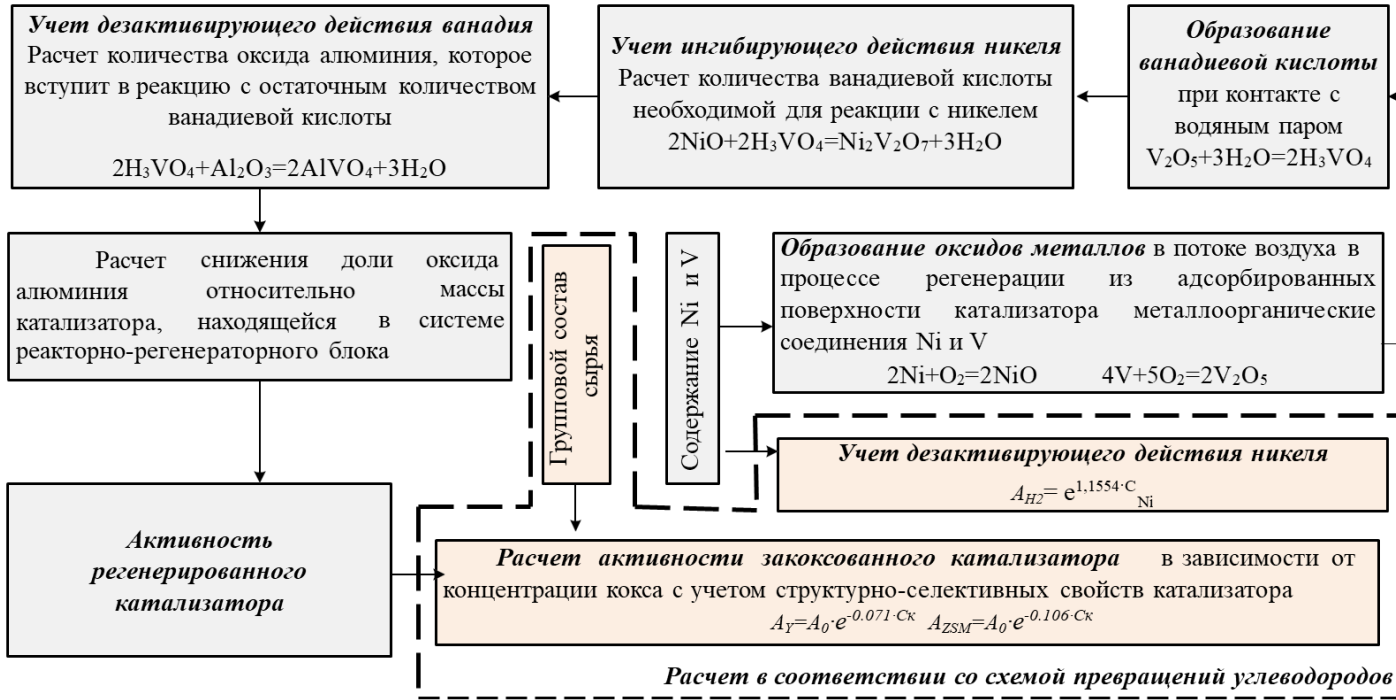 Учет дезактивирующего действия ванадия
Расчет количества оксида алюминия, которое
вступит в реакцию с остаточным количеством
ванадиевой кислоты
2H₃VO₄+Al₂O₃=2AlVO₄+3H₂O
Учет ингибирующего действия никеля
Расчет количества ванадиевой кислоты
необходимой для реакции с никелем
2NiO+2H₃VO₄=Ni₂V₂O₇+3H₂O
Образование
ванадиевой кислоты
при контакте с
водяным паром
V₂O₅+3H₂O=2H₃VO₄
Расчет снижения доли оксида
алюминия относительно массы
катализатора, находящейся в системе
реакторно-регенераторного блока
Групповой состав
сырья
Содержание Ni и V
Образование оксидов металлов в потоке воздуха в
процессе регенерации из адсорбированных
поверхности катализатора металлоорганические
соединения Ni и V
2Ni+O₂=2NiO 4V+5O₂=2V₂O₅
Учет дезактивирующего действия никеля
A_H2= e^1,1554·C_Ni
Активность
регенерированного
катализатора
Расчет активности закоксованного катализатора в зависимости от
концентрации кокса с учетом структурно-селективных свойств катализатора
A_Y=A₀·e^-0.071·Cк A_ZSM=A₀·e^-0.106·Cк
Расчет в соответствии со схемой превращений углеводородов